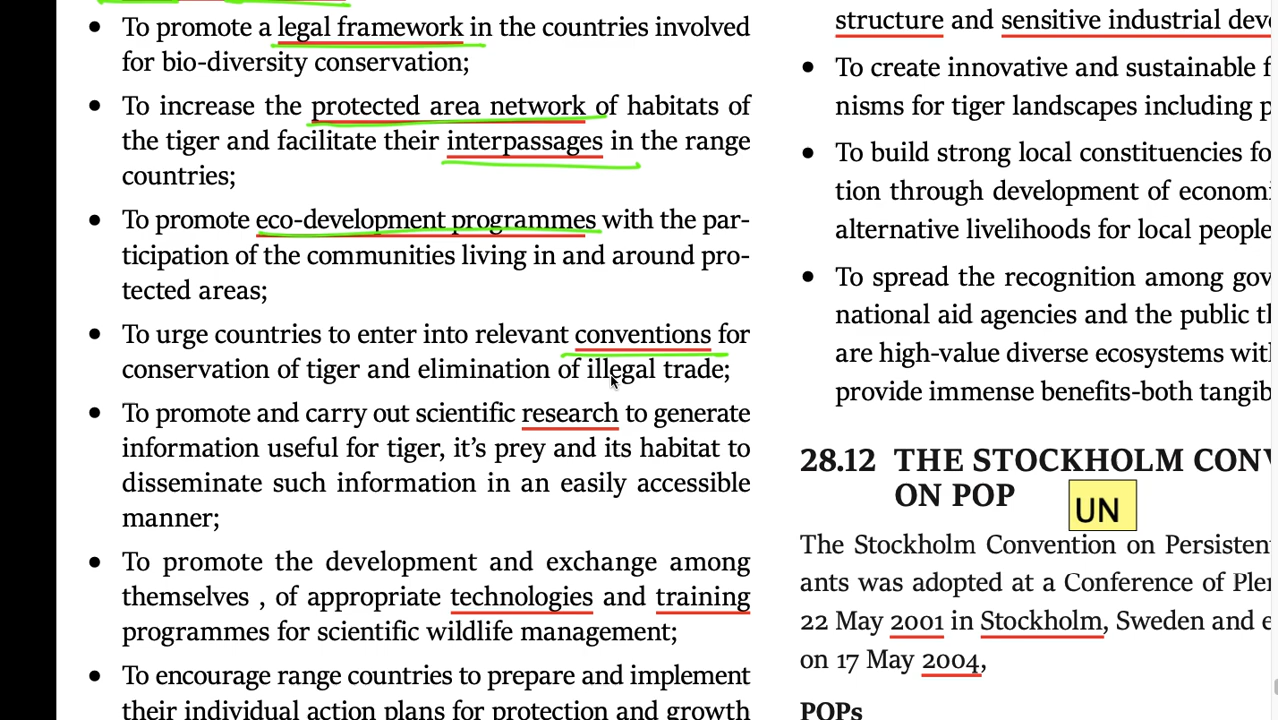 To promote a legal framework in the countries involved
for bio-diversity conservation;
To increase the protected area network of habitats of
the tiger and facilitate their interpassages in the range
countries;
To promote eco-development programmes with the par-
ticipation of the communities living in and around pro-
tected areas;
To urge countries to enter into relevant conventions for
conservation of tiger and elimination of illegal trade;
To promote and carry out scientific research to generate
information useful for tiger, it’s prey and its habitat to
disseminate such information in an easily accessible
manner;
To promote the development and exchange among
themselves , of appropriate technologies and training
programmes for scientific wildlife management;
To encourage range countries to prepare and implement
their individual action plans for protection and growth
structure and sensitive industrial
To create innovative and sustainable
nisms for tiger landscapes including
To build strong local constituencies
tion through development of
alternative livelihoods for local people
To spread the recognition among
national aid agencies and the public
are high-value diverse ecosystems
provide immense benefits-both
28.12 THE STOCKHOLM
ON POP
UN
The Stockholm Convention on
ants was adopted at a Conference of
22 May 2001 in Stockholm, Sweden and
on 17 May 2004,
POPs